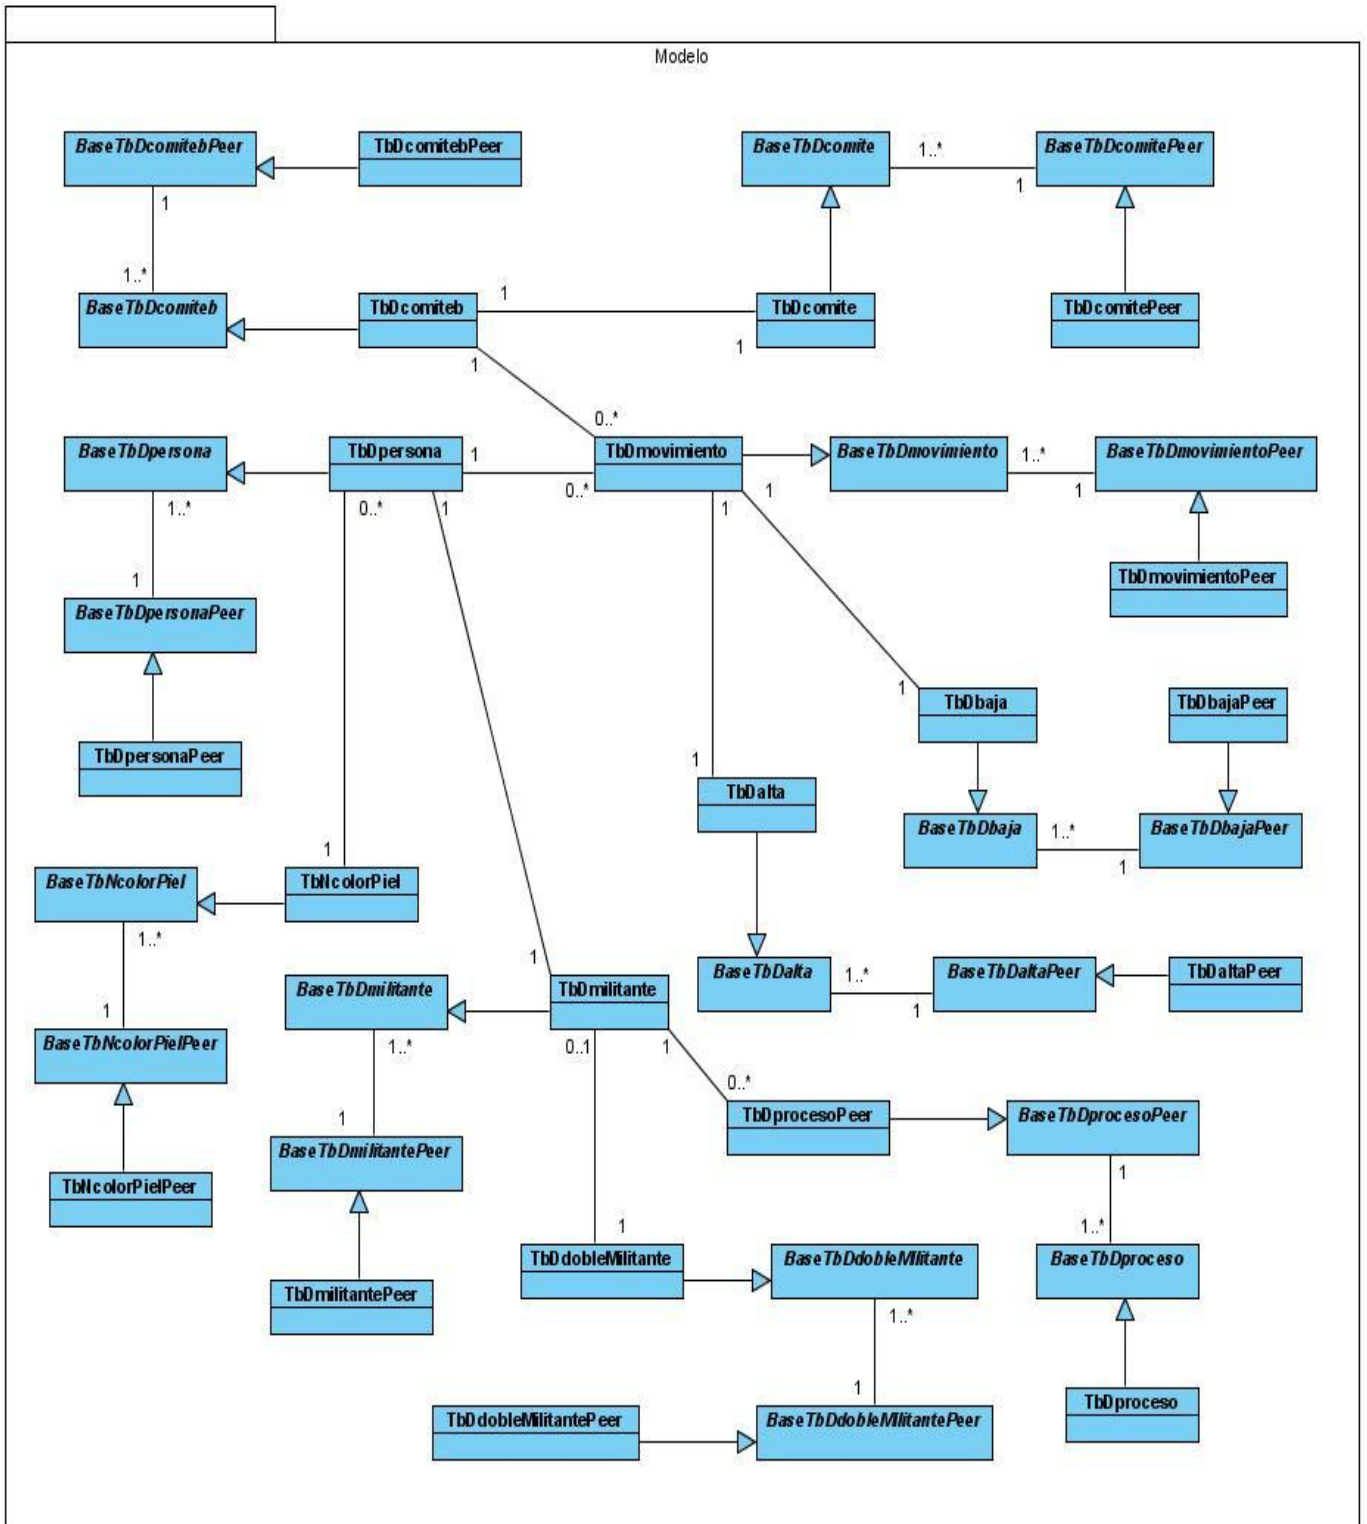 Modelo
BaseTbDcomitebPeer
TbDcomitebPeer
BaseTbDcomite
1..*
1
BaseTbDcomitePeer
1
1..*
BaseTbDcomiteb
TbDcomiteb
1
1
TbDcomite
TbDcomitePeer
1
0..*
BaseTbDpersona
TbDpersona
1
0..*
TbDmovimiento
BaseTbDmovimiento
1..*
1
BaseTbDmovimientoPeer
1..*
0..*
1
1
1
1
BaseTbDpersonaPeer
TbDmovimientoPeer
1
TbDbaja
TbDbajaPeer
TbDpersonaPeer
1
TbDalta
BaseTbDbaja
1..*
1
BaseTbDbajaPeer
1
BaseTbNcolorPiel
TbNcolorPiel
1..*
1
BaseTbDalta
1..*
1
BaseTbDaltaPeer
TbDaltaPeer
BaseTbDmilitante
TbDmilitante
1
BaseTbNcolorPielPeer
1..*
0..1
1
0..*
1
BaseTbDmilitantePeer
TbDprocesoPeer
BaseTbDprocesoPeer
TbNcolorPielPeer
1
1..*
1
TbDdobleMilitante
BaseTbDdobleMilitante
BaseTbDproceso
TbDmilitantePeer
1..*
1
TbDproceso
TbDdobleMilitantePeer
BaseTbDdobleMilitantePeer